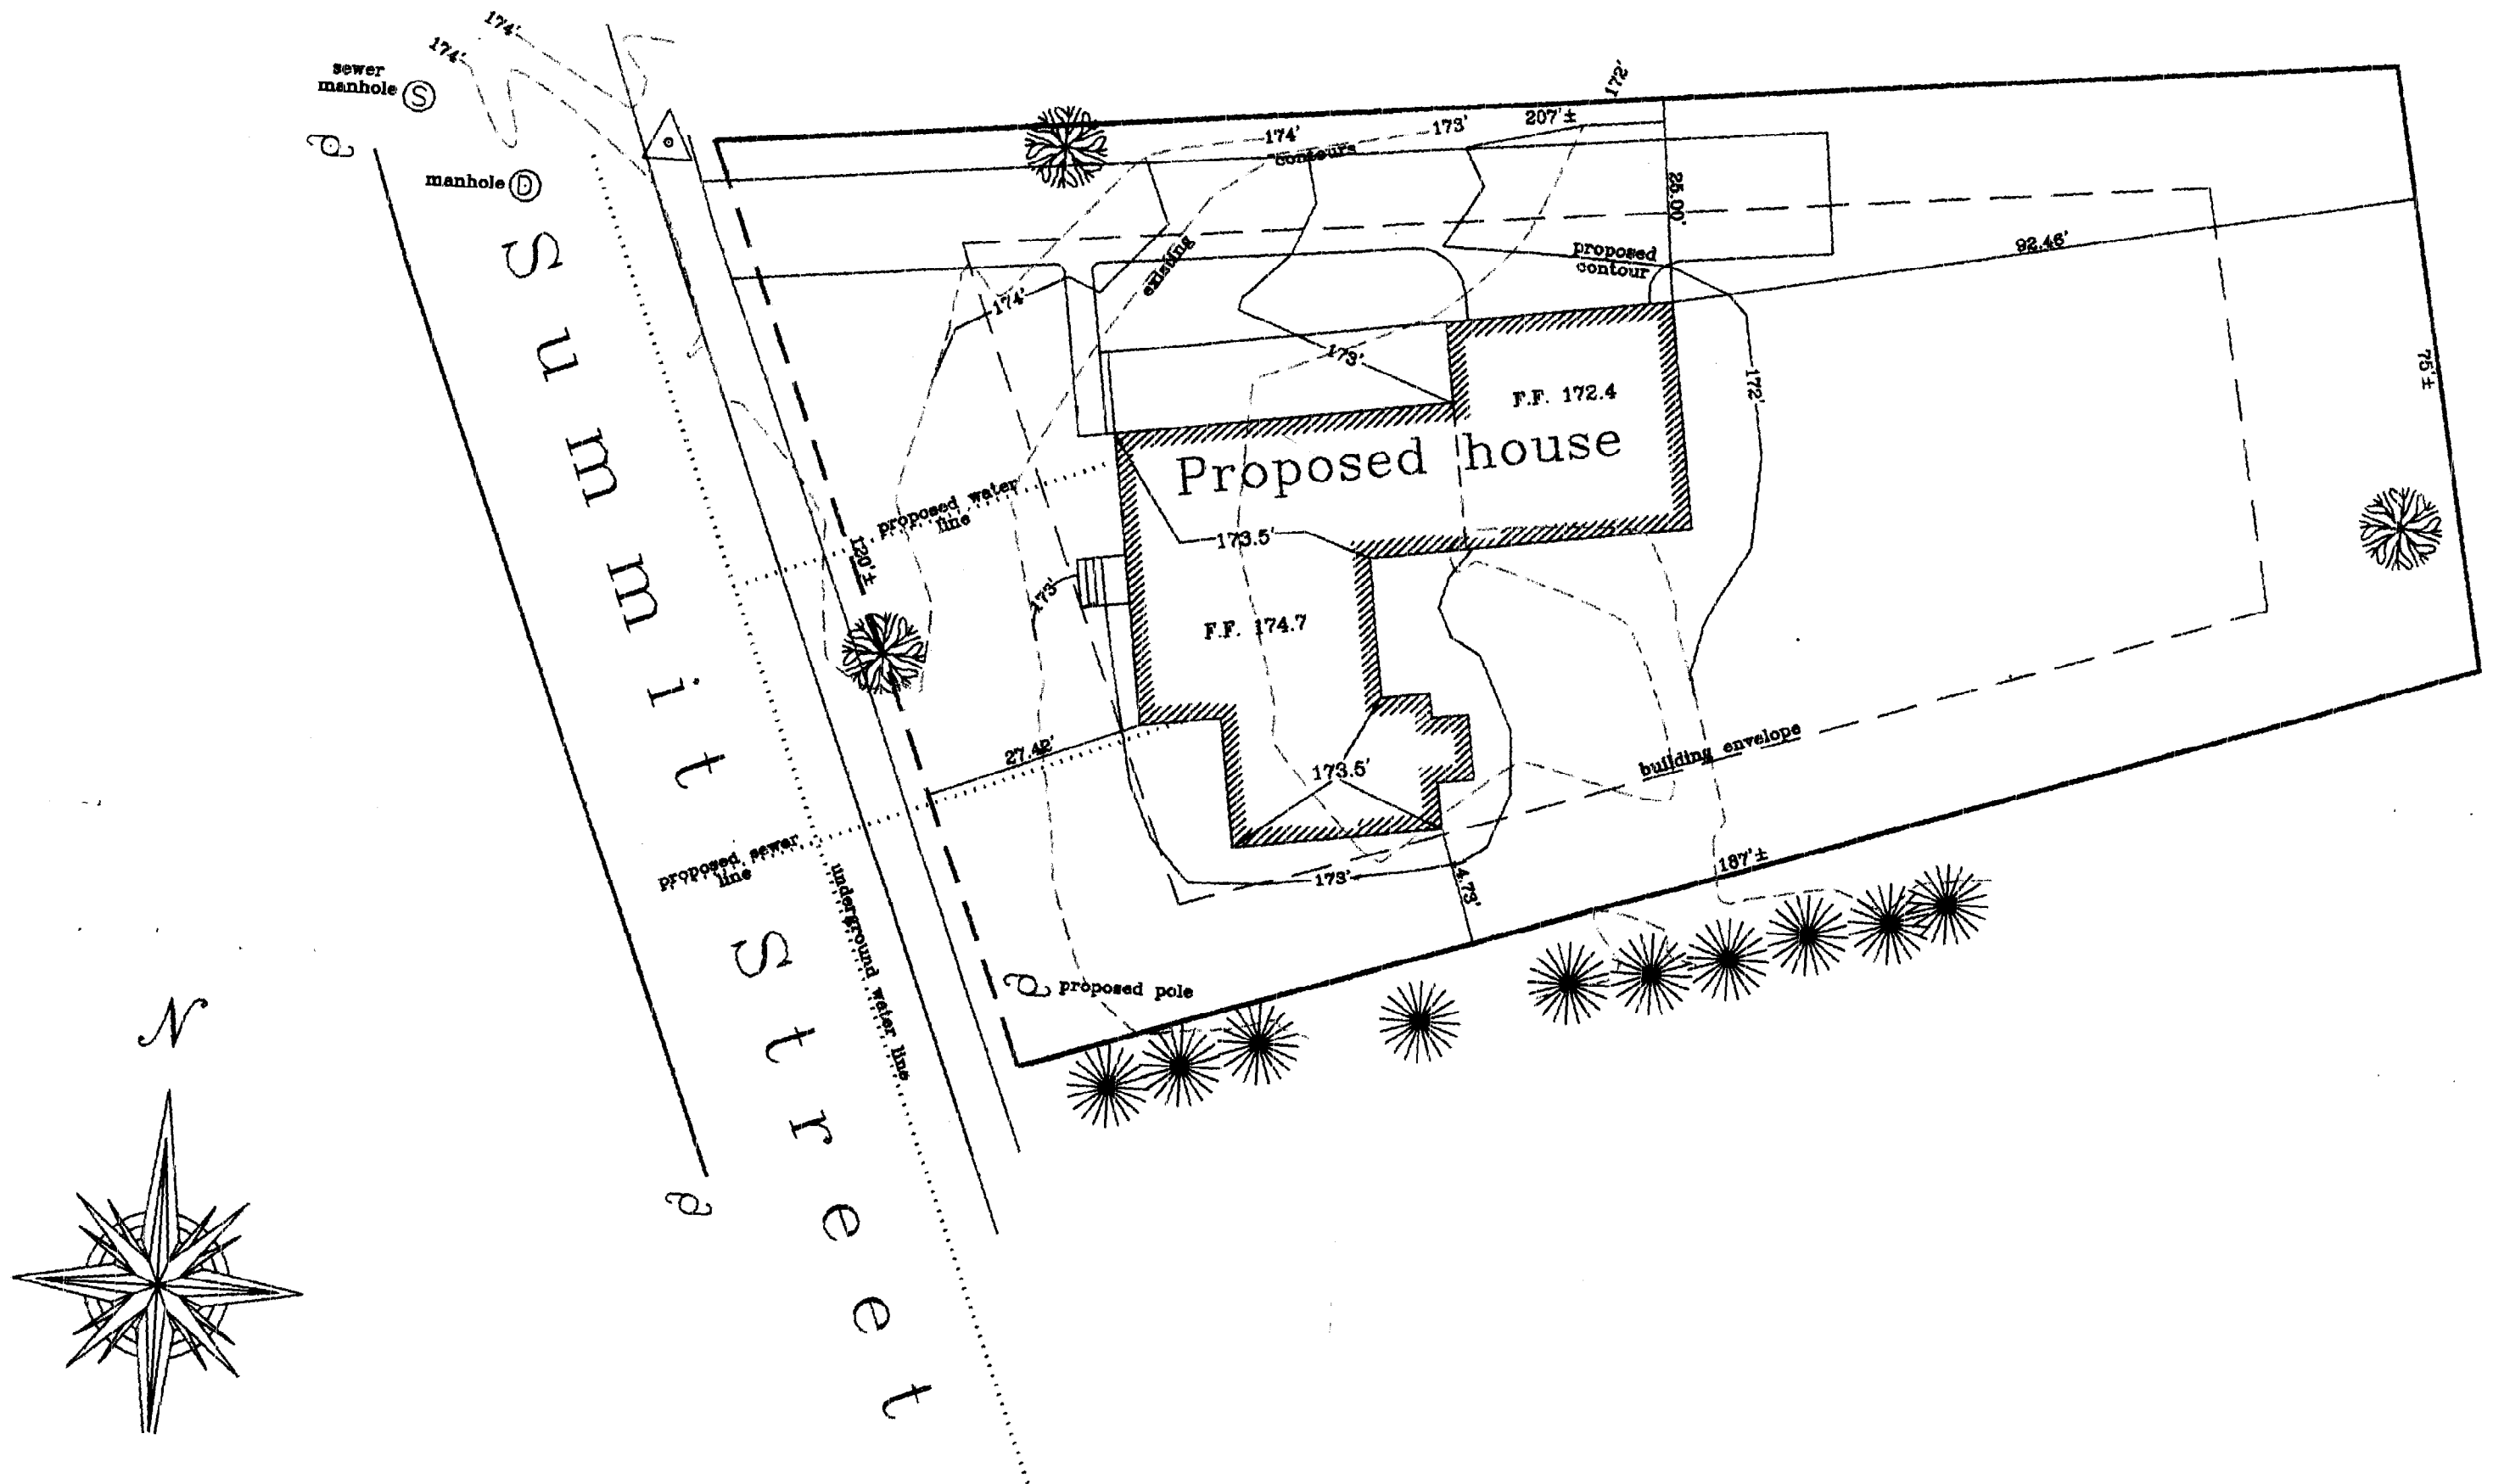 174'
174'
sewer
manhole S
manhole D
Summit Street
172'
207'±
174'
173'
contours
existing
25.00'
proposed
contour
92.46'
75'±
174'
173'
172'
F.F. 172.4
Proposed house
proposed water
line
120'±
173.5'
173'
F.F. 174.7
27.42'
173.5'
building envelope
proposed sewer
line
underground water line
173'
187'±
proposed pole
N